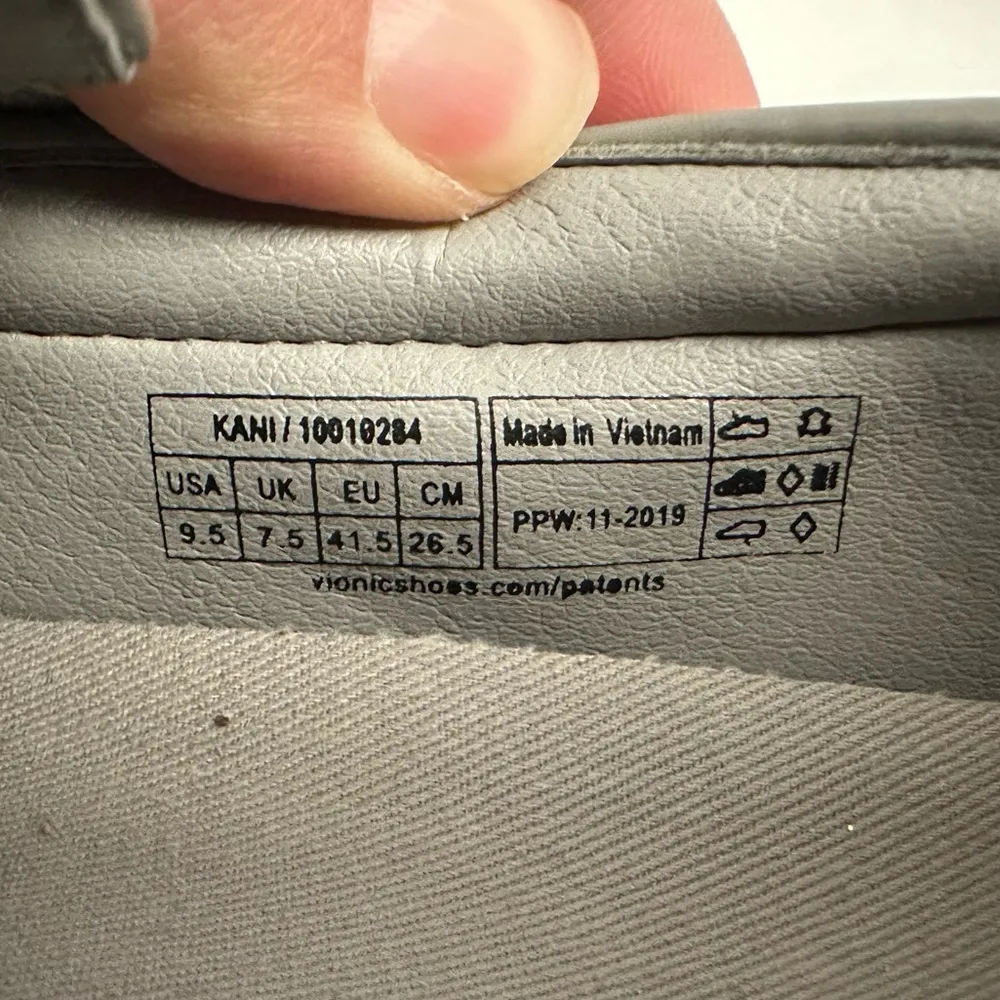 KANI / 10010284
USA UK EU CM
9.5 7.5 41.5 26.5
Made in Vietnam
PPW: 11-2019
vionicshoes.com/patents